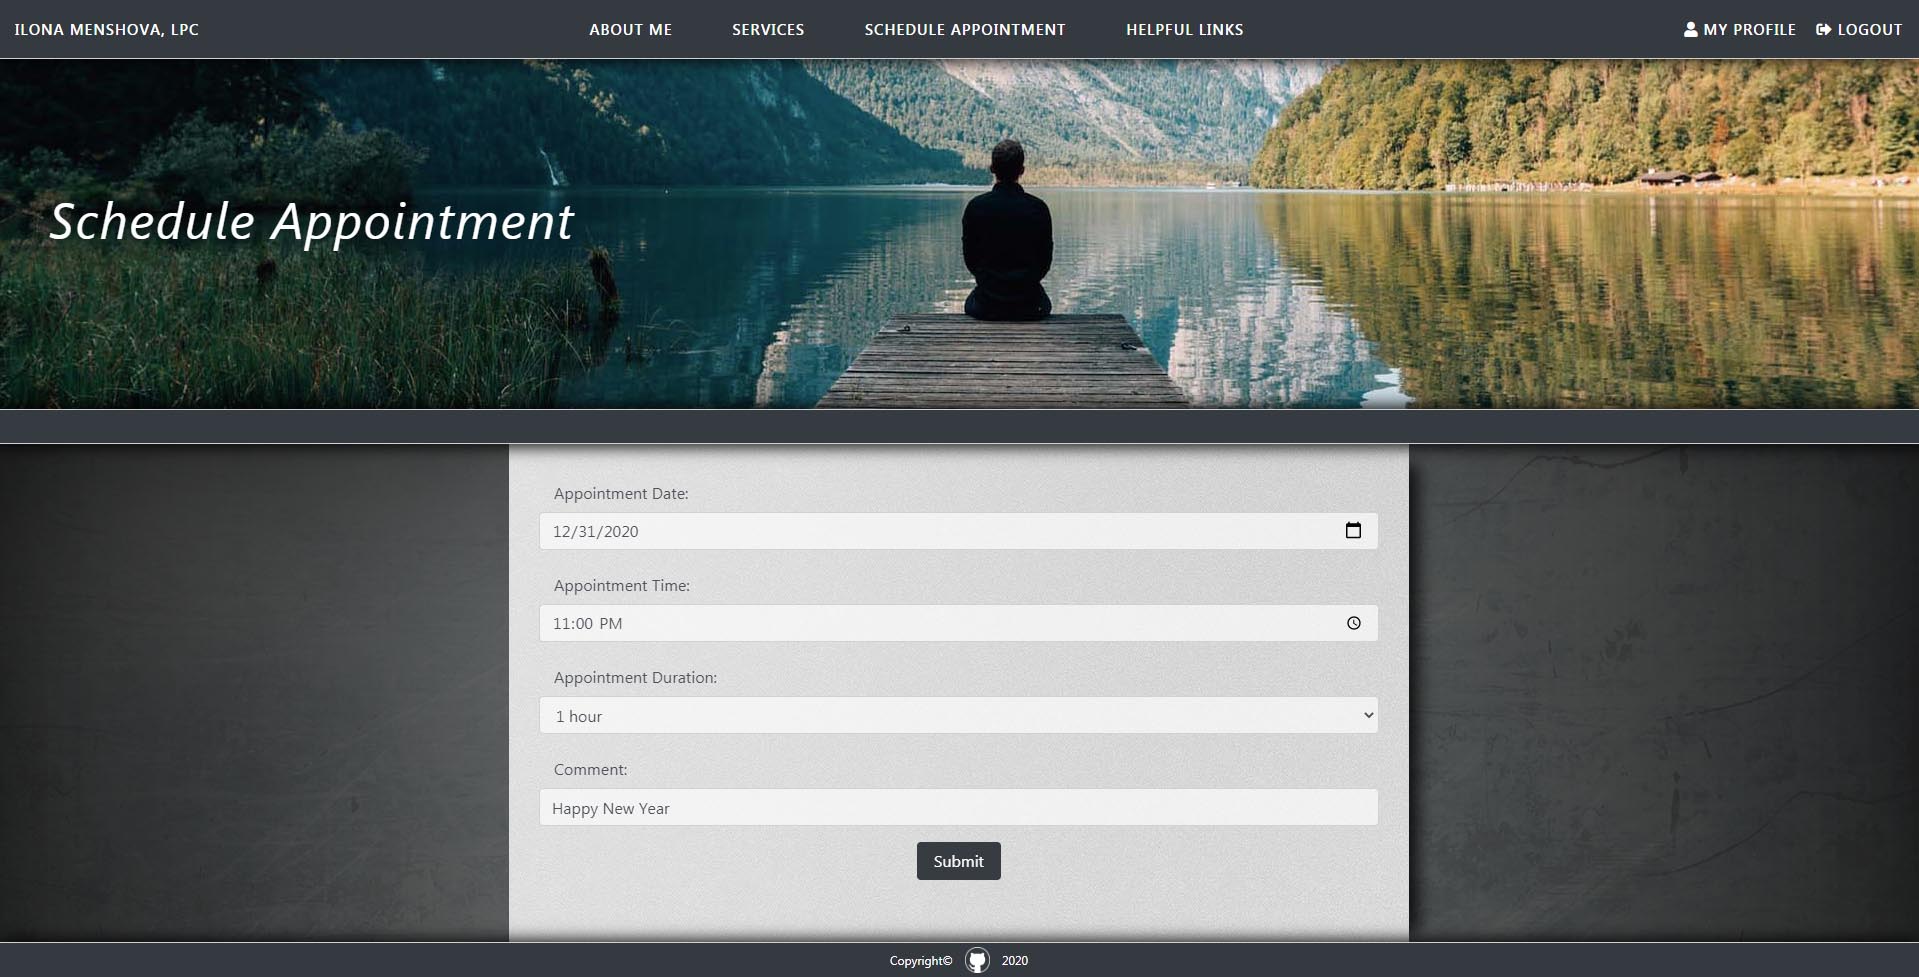 ILONA MENSHOVA, LPC
ABOUT ME
SERVICES
SCHEDULE APPOINTMENT
HELPFUL LINKS
MY PROFILE
LOGOUT
Schedule Appointment
Appointment Date:
12/31/2020
Appointment Time:
11:00 PM
Appointment Duration:
1 hour
Comment:
Happy New Year
Submit
Copyright© 2020